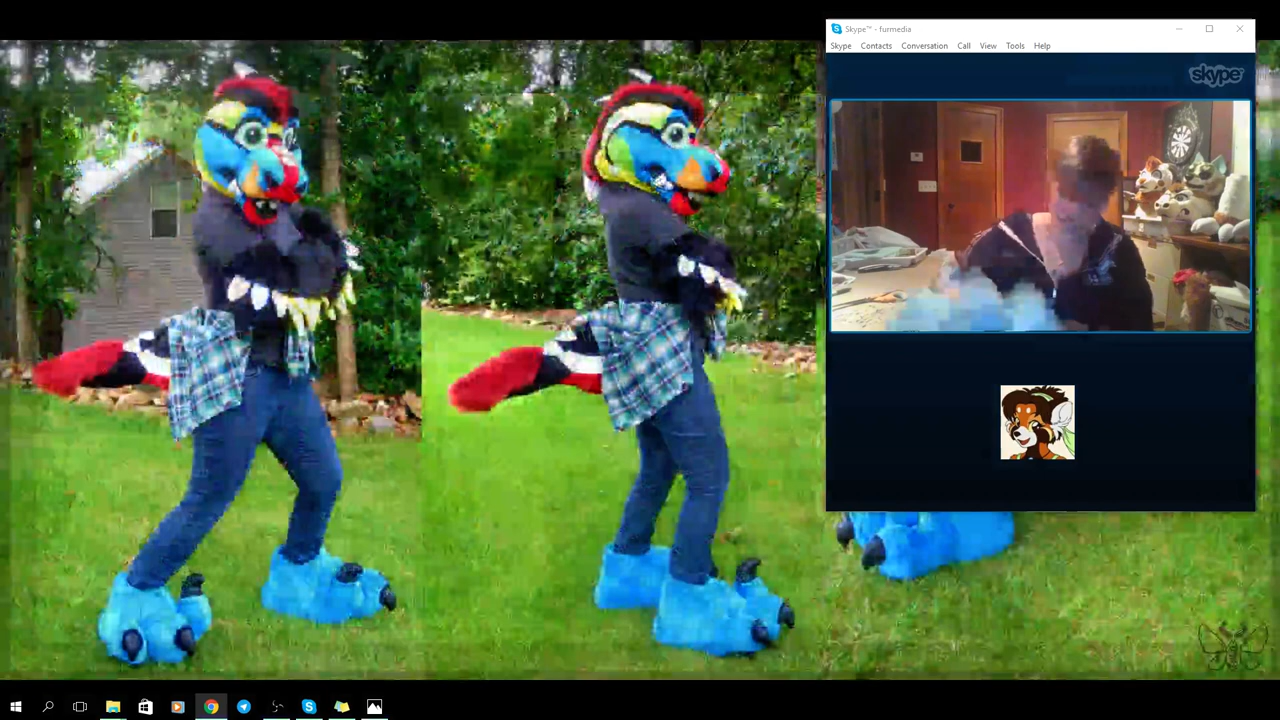 Skype™ - furmedia
Skype Contacts Conversation Call View Tools Help
skype